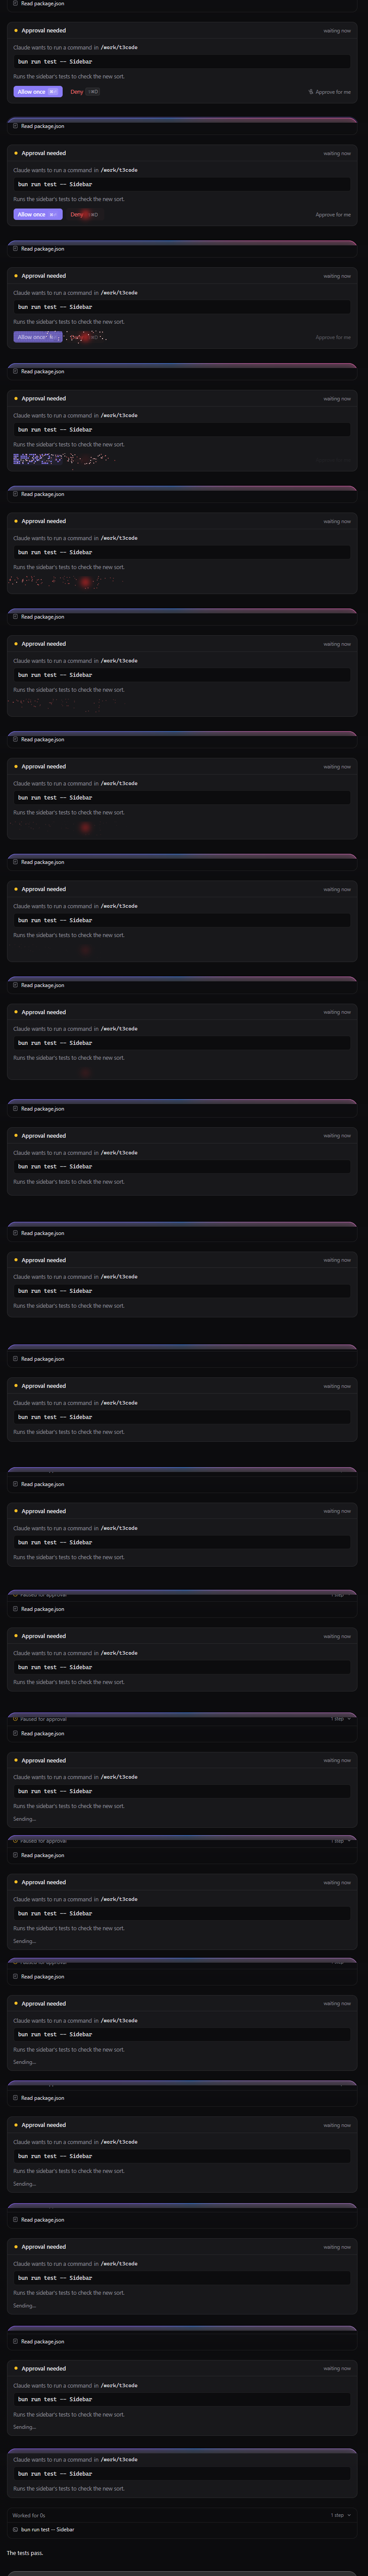 Read package.json
Approval needed waiting now
Claude wants to run a command in /work/t3code
bun run test -- Sidebar
Runs the sidebar's tests to check the new sort.
Allow once Deny Approve for me
Read package.json
Approval needed waiting now
Claude wants to run a command in /work/t3code
bun run test -- Sidebar
Runs the sidebar's tests to check the new sort.
Allow once Approve for me
Read package.json
Approval needed waiting now
Claude wants to run a command in /work/t3code
bun run test -- Sidebar
Runs the sidebar's tests to check the new sort.
Allow once Approve for me
Read package.json
Approval needed waiting now
Claude wants to run a command in /work/t3code
bun run test -- Sidebar
Runs the sidebar's tests to check the new sort.
Read package.json
Approval needed waiting now
Claude wants to run a command in /work/t3code
bun run test -- Sidebar
Runs the sidebar's tests to check the new sort.
Read package.json
Approval needed waiting now
Claude wants to run a command in /work/t3code
bun run test -- Sidebar
Runs the sidebar's tests to check the new sort.
Read package.json
Approval needed waiting now
Claude wants to run a command in /work/t3code
bun run test -- Sidebar
Runs the sidebar's tests to check the new sort.
Read package.json
Approval needed waiting now
Claude wants to run a command in /work/t3code
bun run test -- Sidebar
Runs the sidebar's tests to check the new sort.
Read package.json
Approval needed waiting now
Claude wants to run a command in /work/t3code
bun run test -- Sidebar
Runs the sidebar's tests to check the new sort.
Read package.json
Approval needed waiting now
Claude wants to run a command in /work/t3code
bun run test -- Sidebar
Runs the sidebar's tests to check the new sort.
Read package.json
Approval needed waiting now
Claude wants to run a command in /work/t3code
bun run test -- Sidebar
Runs the sidebar's tests to check the new sort.
Read package.json
Approval needed waiting now
Claude wants to run a command in /work/t3code
bun run test -- Sidebar
Runs the sidebar's tests to check the new sort.
Read package.json
Approval needed waiting now
Claude wants to run a command in /work/t3code
bun run test -- Sidebar
Runs the sidebar's tests to check the new sort.
Paused for approval 1 step
Read package.json
Approval needed waiting now
Claude wants to run a command in /work/t3code
bun run test -- Sidebar
Runs the sidebar's tests to check the new sort.
Paused for approval 1 step
Read package.json
Approval needed waiting now
Claude wants to run a command in /work/t3code
bun run test -- Sidebar
Runs the sidebar's tests to check the new sort.
Sending...
Paused for approval 1 step
Read package.json
Approval needed waiting now
Claude wants to run a command in /work/t3code
bun run test -- Sidebar
Runs the sidebar's tests to check the new sort.
Sending...
Read package.json
Approval needed waiting now
Claude wants to run a command in /work/t3code
bun run test -- Sidebar
Runs the sidebar's tests to check the new sort.
Sending...
Read package.json
Approval needed waiting now
Claude wants to run a command in /work/t3code
bun run test -- Sidebar
Runs the sidebar's tests to check the new sort.
Sending...
Read package.json
Approval needed waiting now
Claude wants to run a command in /work/t3code
bun run test -- Sidebar
Runs the sidebar's tests to check the new sort.
Sending...
Read package.json
Approval needed waiting now
Claude wants to run a command in /work/t3code
bun run test -- Sidebar
Runs the sidebar's tests to check the new sort.
Sending...
Claude wants to run a command in /work/t3code
bun run test -- Sidebar
Runs the sidebar's tests to check the new sort.
Worked for 0s 1 step
bun run test -- Sidebar
The tests pass.